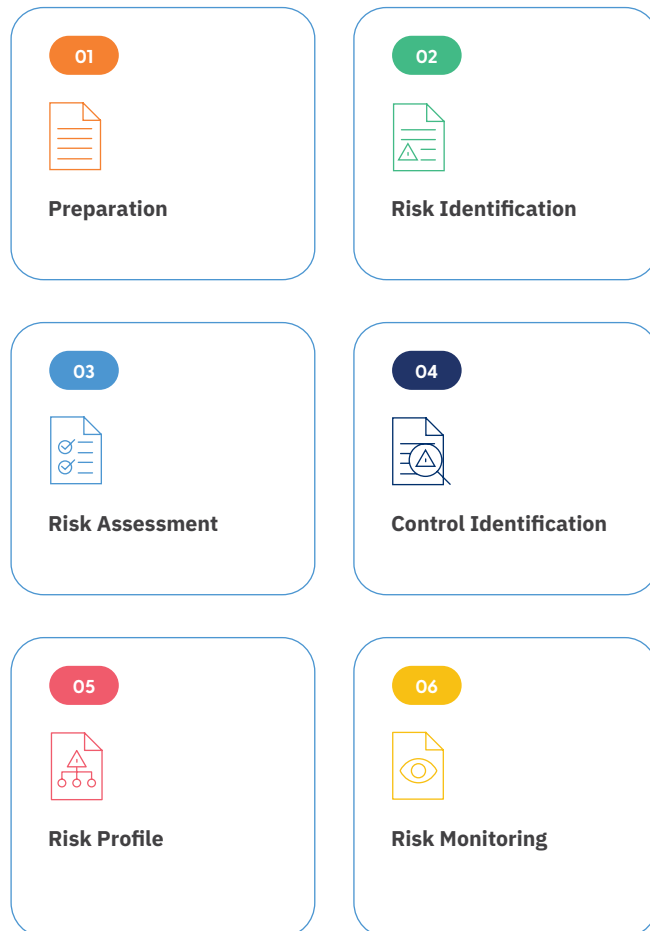 01
Preparation
02
Risk Identification
03
Risk Assessment
04
Control Identification
05
Risk Profile
06
Risk Monitoring